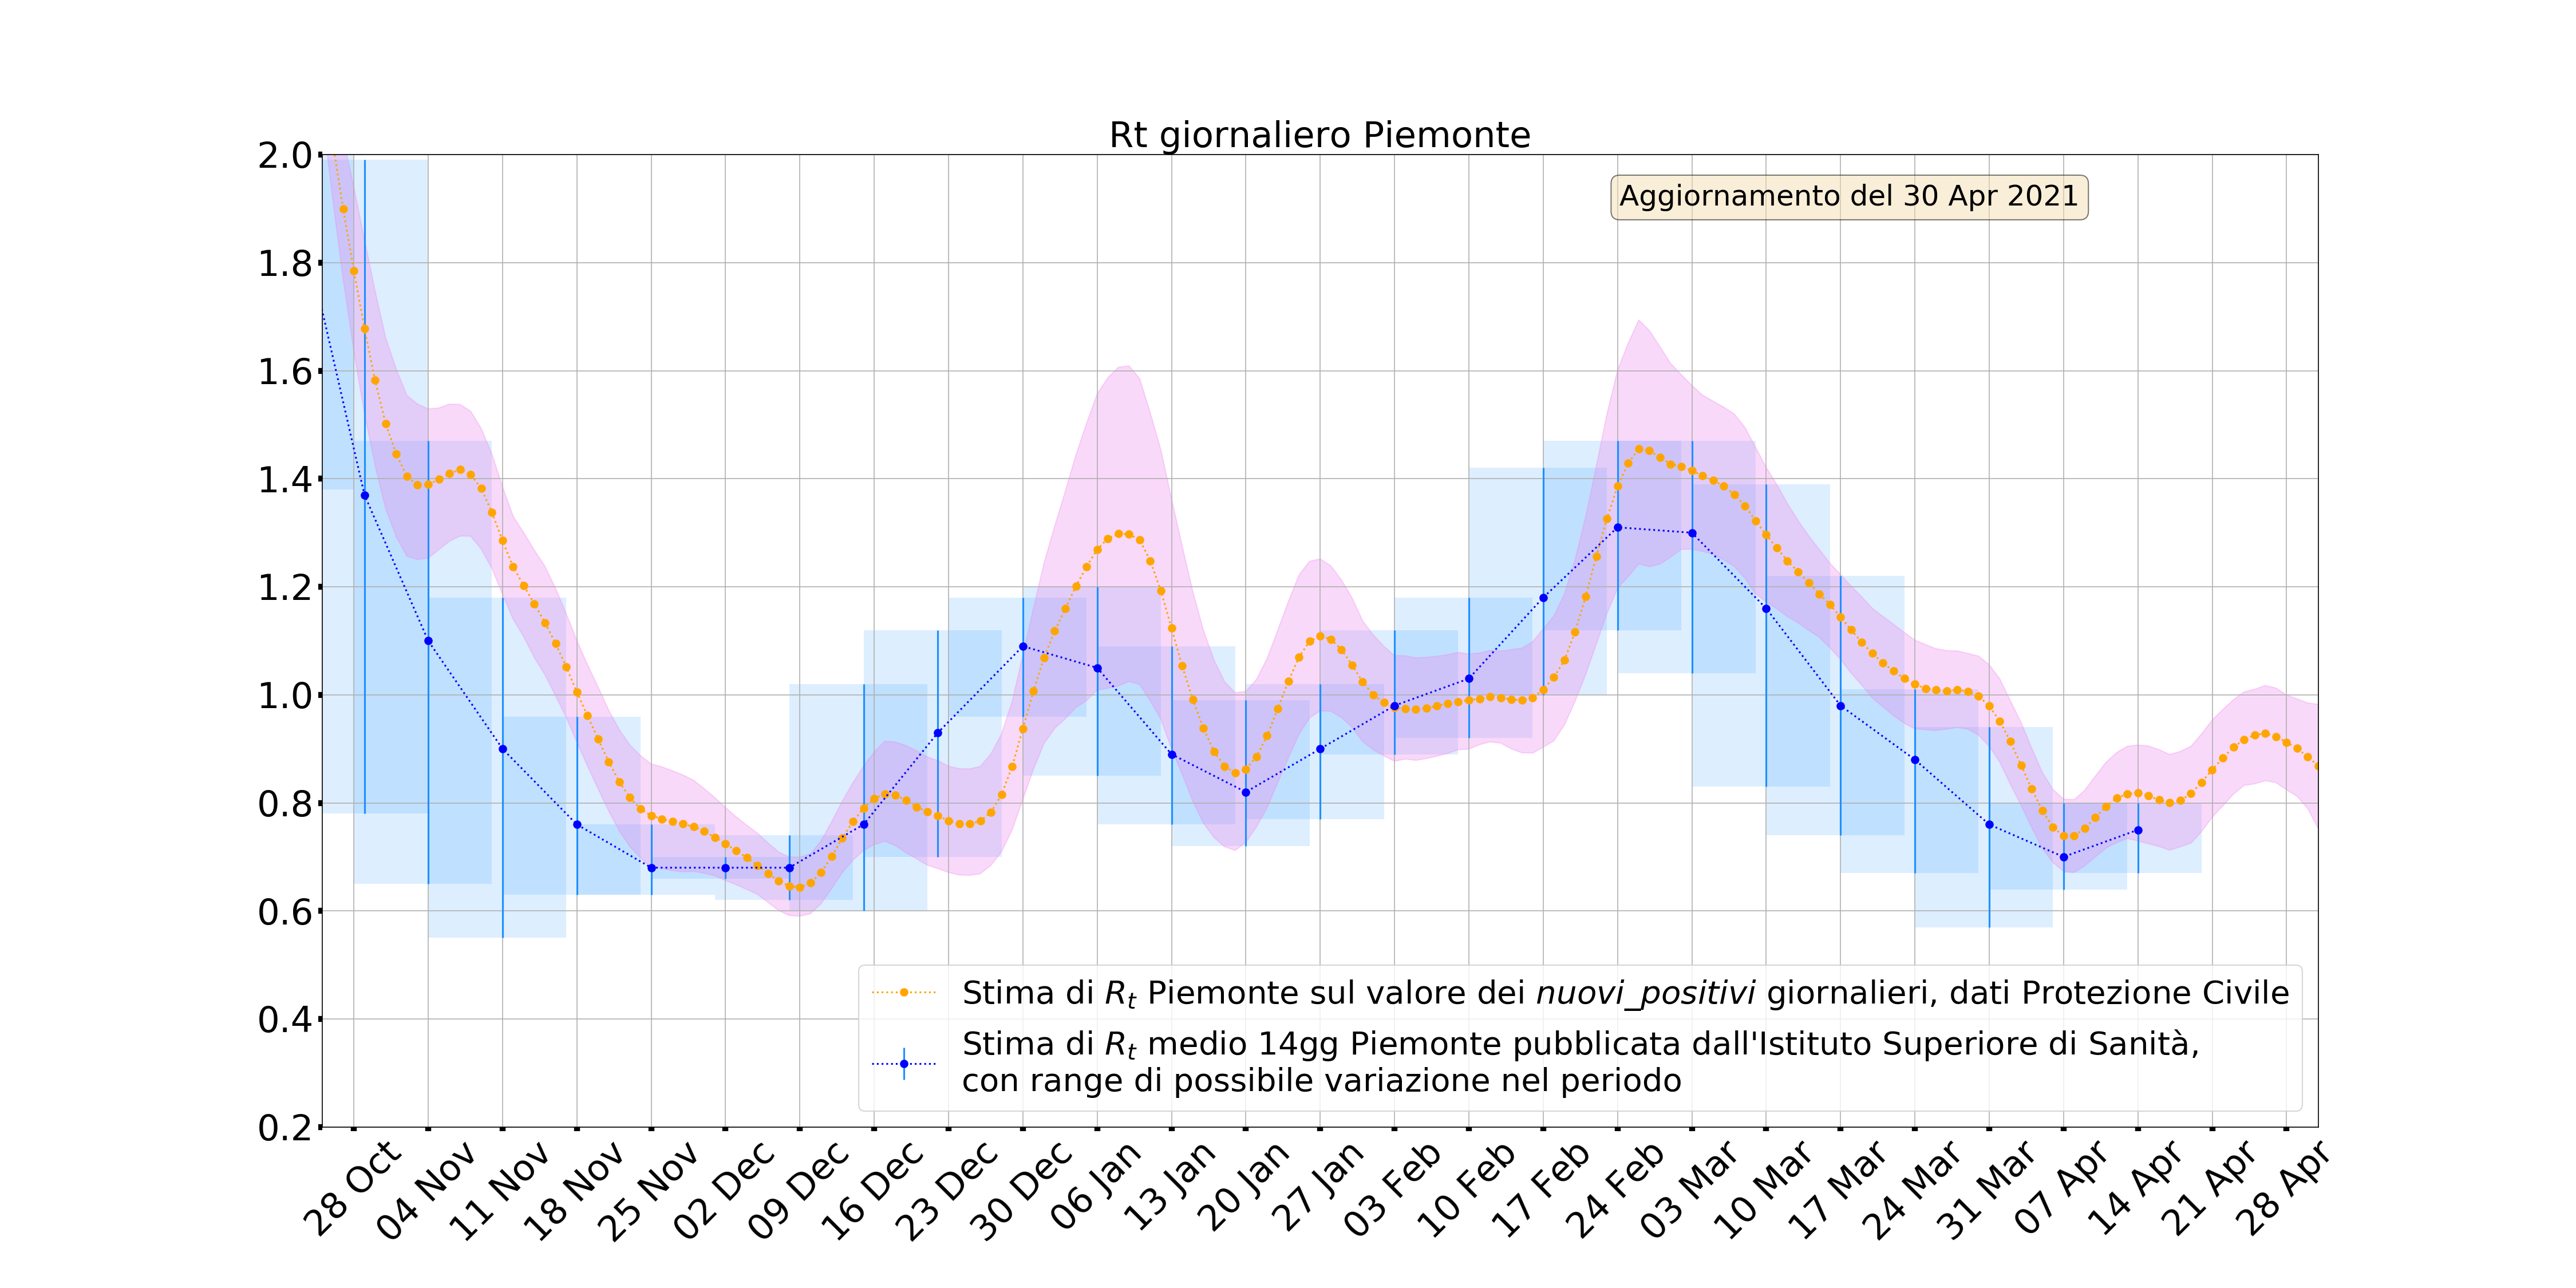 Rt giornaliero Piemonte
Aggiornamento del 30 Apr 2021
2.0
1.8
1.6
1.4
1.2
1.0
0.8
0.6
0.4
0.2
Stima di Rt Piemonte sul valore dei nuovi_positivi giornalieri, dati Protezione Civile
Stima di Rt medio 14gg Piemonte pubblicata dall'Istituto Superiore di Sanità,
con range di possibile variazione nel periodo
28 Oct
04 Nov
11 Nov
18 Nov
25 Nov
02 Dec
09 Dec
16 Dec
23 Dec
30 Dec
06 Jan
13 Jan
20 Jan
27 Jan
03 Feb
10 Feb
17 Feb
24 Feb
03 Mar
10 Mar
17 Mar
24 Mar
31 Mar
07 Apr
14 Apr
21 Apr
28 Apr